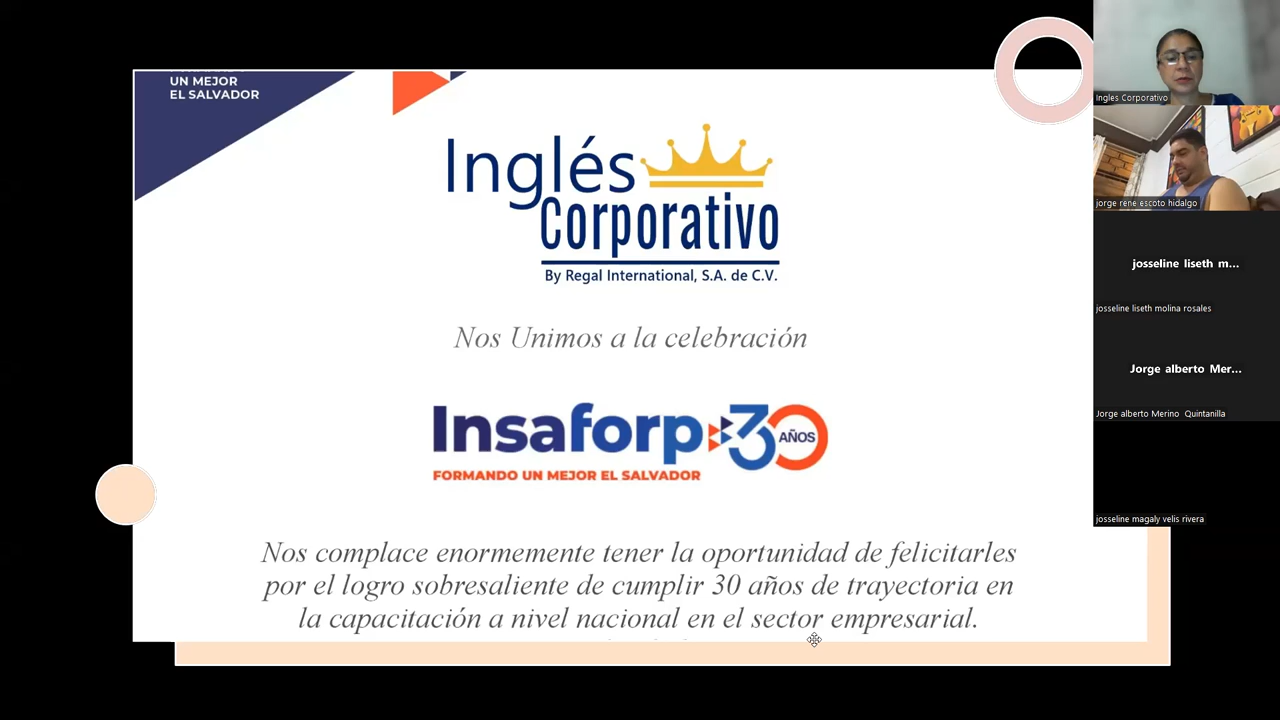 UN MEJOR
EL SALVADOR
Inglés
Corporativo
By Regal International, S.A. de C.V.
Nos Unimos a la celebración
Insaforp 30 AÑOS
FORMANDO UN MEJOR EL SALVADOR
Nos complace enormemente tener la oportunidad de felicitarles
por el logro sobresaliente de cumplir 30 años de trayectoria en
la capacitación a nivel nacional en el sector empresarial.
Ingles Corporativo
jorge rene escoto hidalgo
josseline liseth m...
josseline liseth molina rosales
Jorge alberto Mer...
Jorge alberto Merino Quintanilla
josseline magaly velis rivera